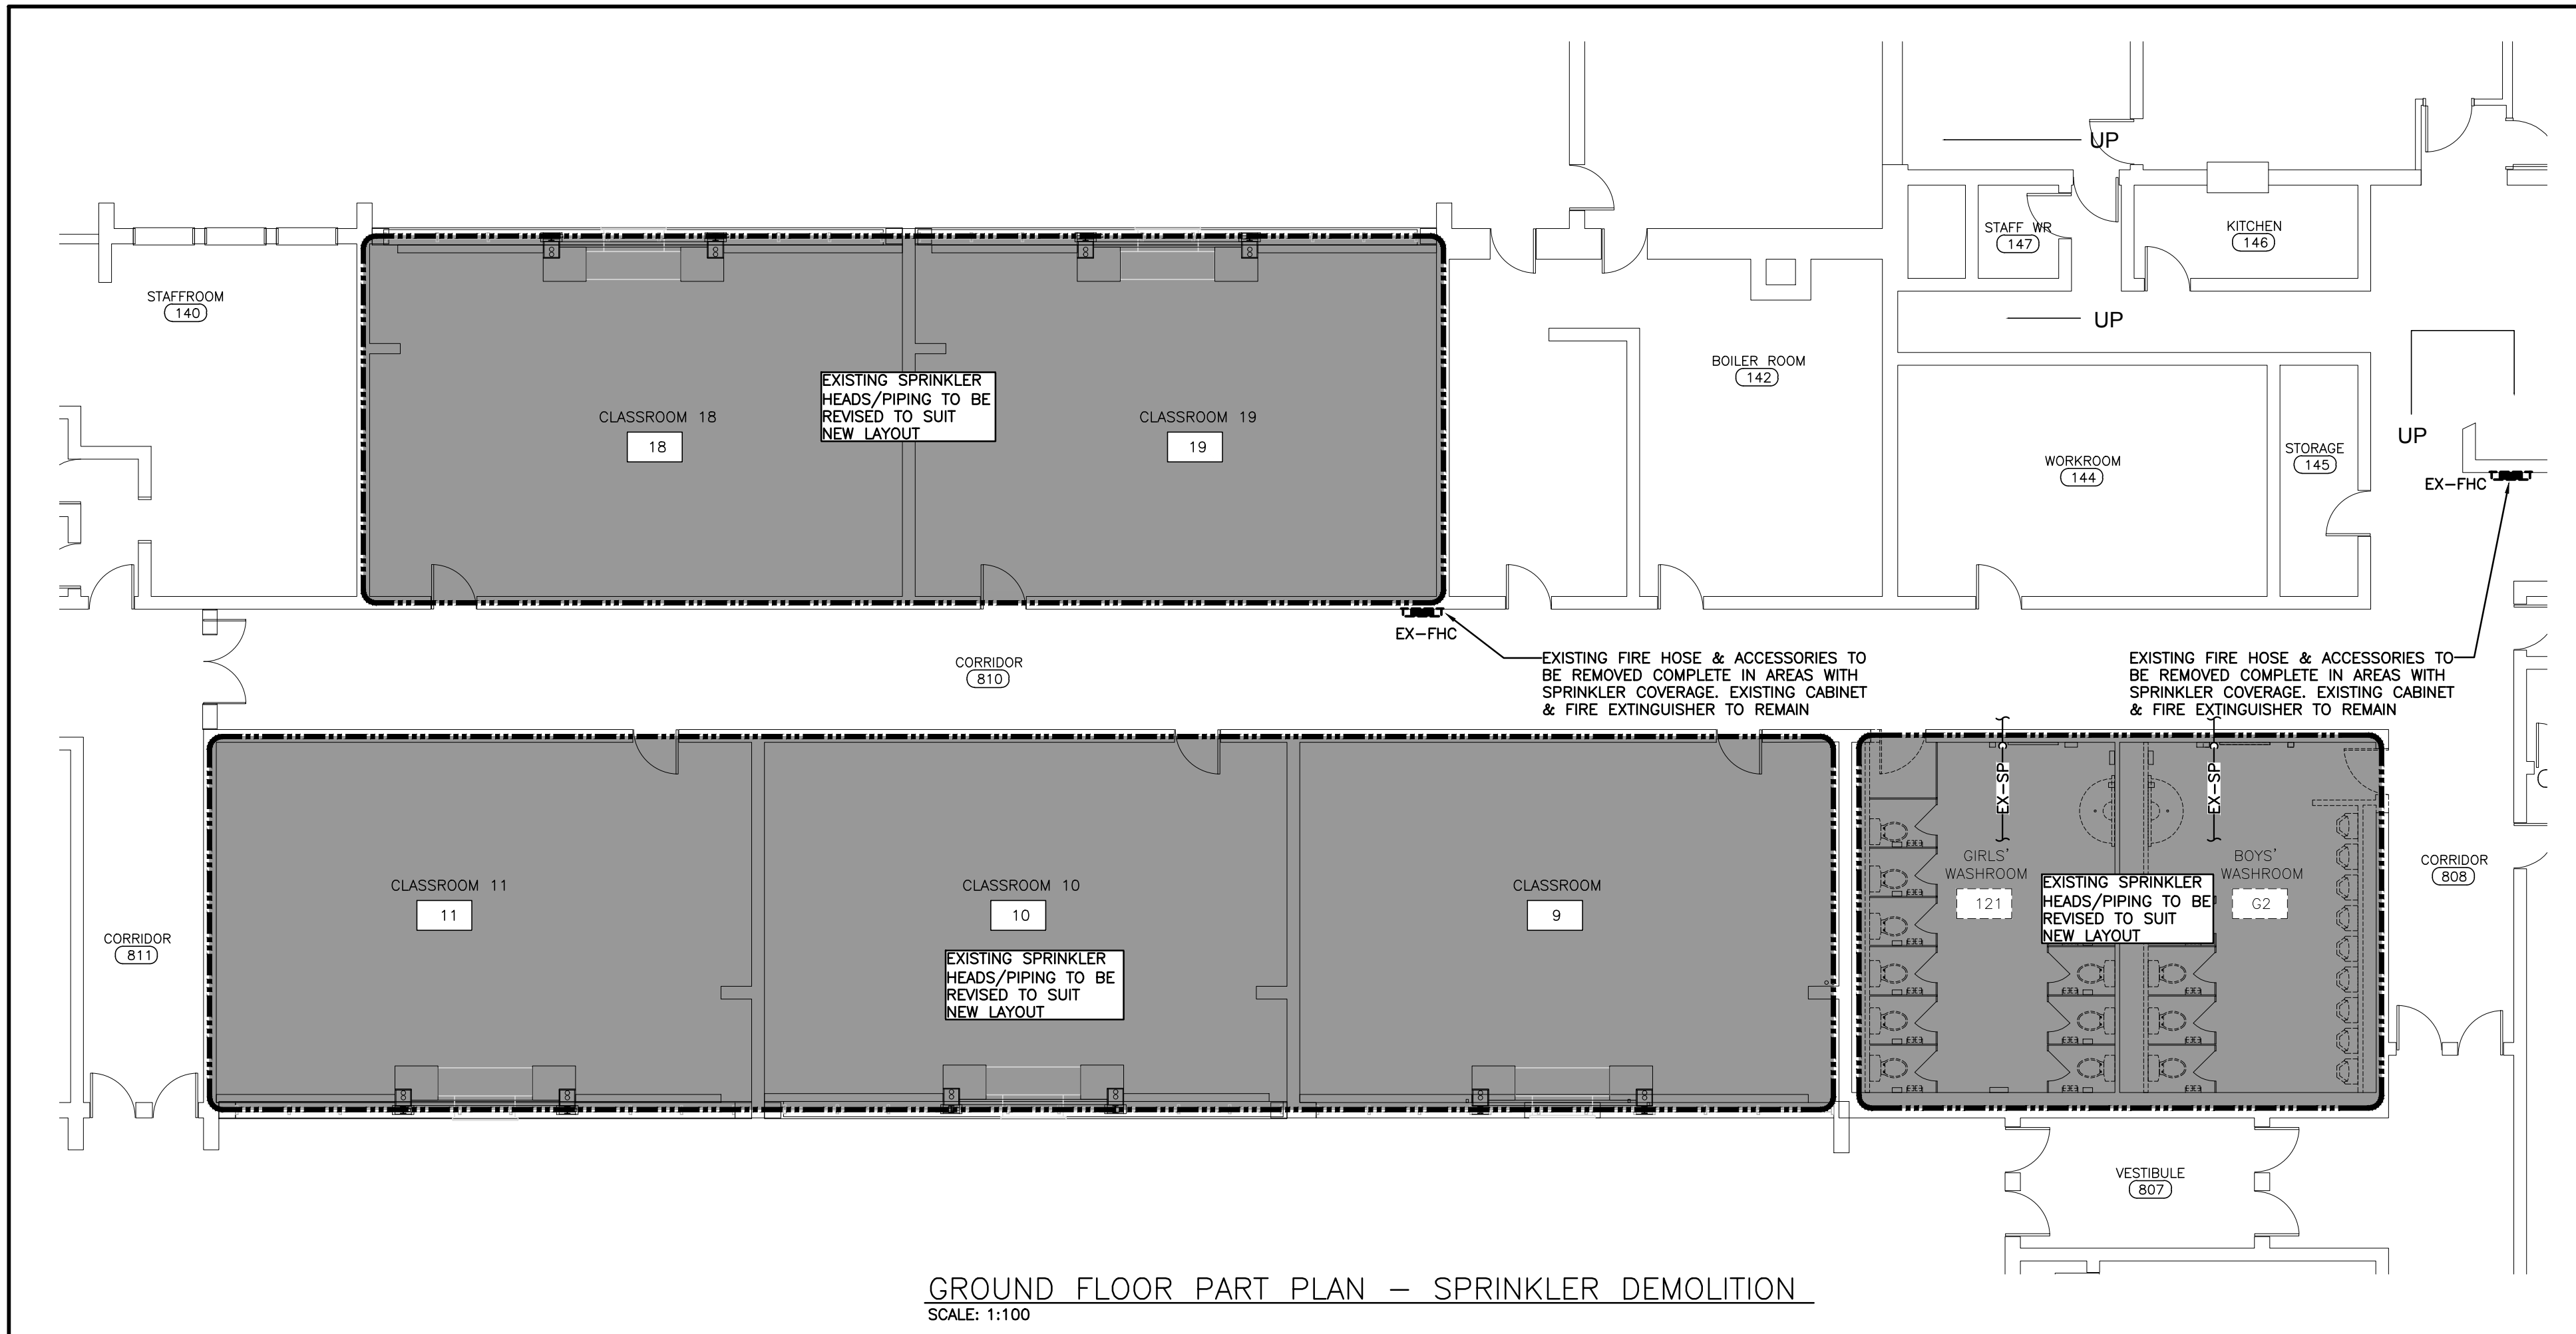 UP
STAFF WR
147
KITCHEN
146
STAFFROOM
140
UP
BOILER ROOM
142
EXISTING SPRINKLER
HEADS/PIPING TO BE
REVISED TO SUIT
NEW LAYOUT
CLASSROOM 18
18
CLASSROOM 19
19
UP
WORKROOM
144
STORAGE
145
EX-FHC
EX-FHC
CORRIDOR
810
EXISTING FIRE HOSE & ACCESSORIES TO
BE REMOVED COMPLETE IN AREAS WITH
SPRINKLER COVERAGE. EXISTING CABINET
& FIRE EXTINGUISHER TO REMAIN
EXISTING FIRE HOSE & ACCESSORIES TO
BE REMOVED COMPLETE IN AREAS WITH
SPRINKLER COVERAGE. EXISTING CABINET
& FIRE EXTINGUISHER TO REMAIN
EX-SP
EX-SP
CLASSROOM 11
11
CLASSROOM 10
10
CLASSROOM
9
GIRLS'
WASHROOM
121
BOYS'
WASHROOM
G2
EXISTING SPRINKLER
HEADS/PIPING TO BE
REVISED TO SUIT
NEW LAYOUT
CORRIDOR
808
CORRIDOR
811
EXISTING SPRINKLER
HEADS/PIPING TO BE
REVISED TO SUIT
NEW LAYOUT
VESTIBULE
807
GROUND FLOOR PART PLAN - SPRINKLER DEMOLITION
SCALE: 1:100